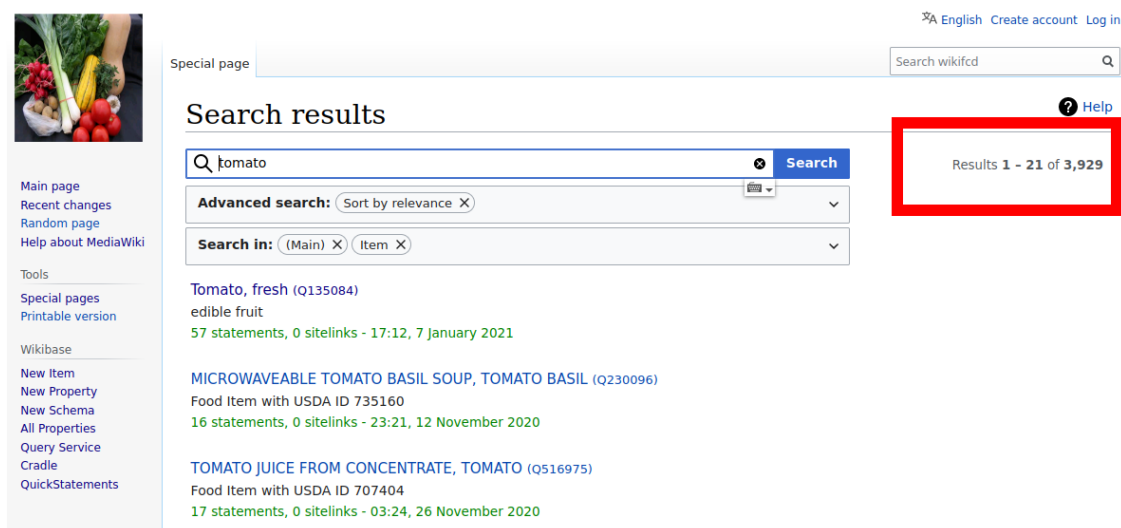 English Create account Log in
Special page
Search wikifcd
Search results
Help
tomato
Search
Results 1 – 21 of 3,929
Advanced search: Sort by relevance
Search in: (Main) Item
Main page
Recent changes
Random page
Help about MediaWiki
Tools
Special pages
Printable version
Wikibase
New Item
New Property
New Schema
All Properties
Query Service
Cradle
QuickStatements
Tomato, fresh (Q135084)
edible fruit
57 statements, 0 sitelinks - 17:12, 7 January 2021
MICROWAVEABLE TOMATO BASIL SOUP, TOMATO BASIL (Q230096)
Food Item with USDA ID 735160
16 statements, 0 sitelinks - 23:21, 12 November 2020
TOMATO JUICE FROM CONCENTRATE, TOMATO (Q516975)
Food Item with USDA ID 707404
17 statements, 0 sitelinks - 03:24, 26 November 2020